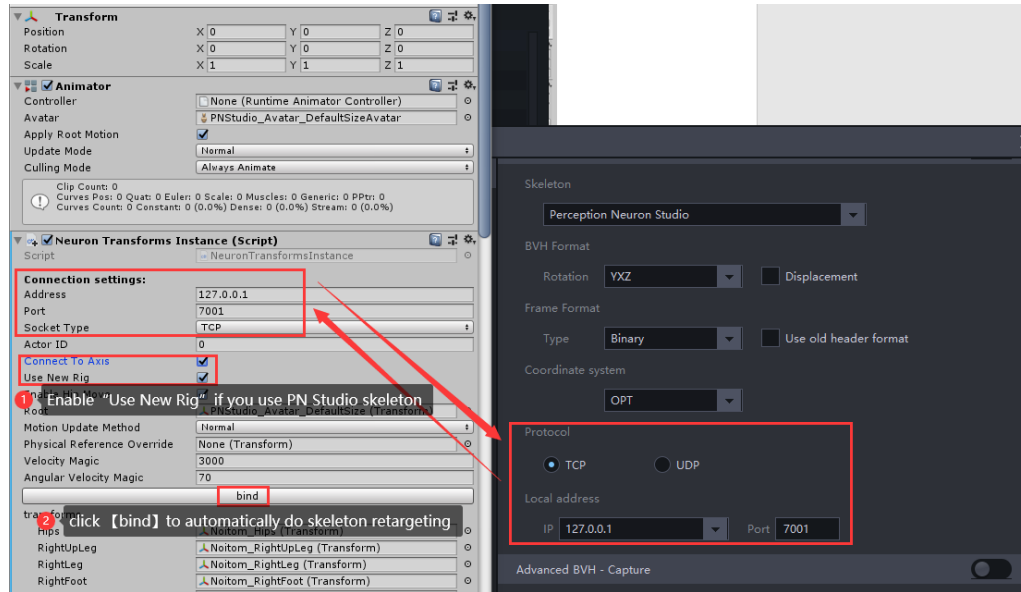 Transform
Position X 0 Y 0 Z 0
Rotation X 0 Y 0 Z 0
Scale X 1 Y 1 Z 1
Animator
Controller None (Runtime Animator Controller)
Avatar PNStudio_Avatar_DefaultSizeAvatar
Apply Root Motion
Update Mode Normal
Culling Mode Always Animate
Clip Count: 0
Curves Pos: 0 Quat: 0 Euler: 0 Scale: 0 Muscles: 0 Generic: 0 PPtr: 0
Curves Count: 0 Constant: 0 (0.0%) Dense: 0 (0.0%) Stream: 0 (0.0%)
Neuron Transforms Instance (Script)
Script NeuronTransformsInstance
Connection settings:
Address 127.0.0.1
Port 7001
Socket Type TCP
Actor ID 0
Connect To Axis
Use New Rig
1 Enable "Use New Rig" if you use PN Studio skeleton
Root PNStudio_Avatar_DefaultSize (Transform)
Motion Update Method Normal
Physical Reference Override None (Transform)
Velocity Magic 3000
Angular Velocity Magic 70
bind
2 click 【bind】 to automatically do skeleton retargeting
Hips Noitom_Hips (Transform)
RightUpLeg Noitom_RightUpLeg (Transform)
RightLeg Noitom_RightLeg (Transform)
RightFoot Noitom_RightFoot (Transform)
Skeleton
Perception Neuron Studio
BVH Format
Rotation YXZ Displacement
Frame Format
Type Binary Use old header format
Coordinate system
OPT
Protocol
TCP UDP
Local address
IP 127.0.0.1 Port 7001
Advanced BVH - Capture